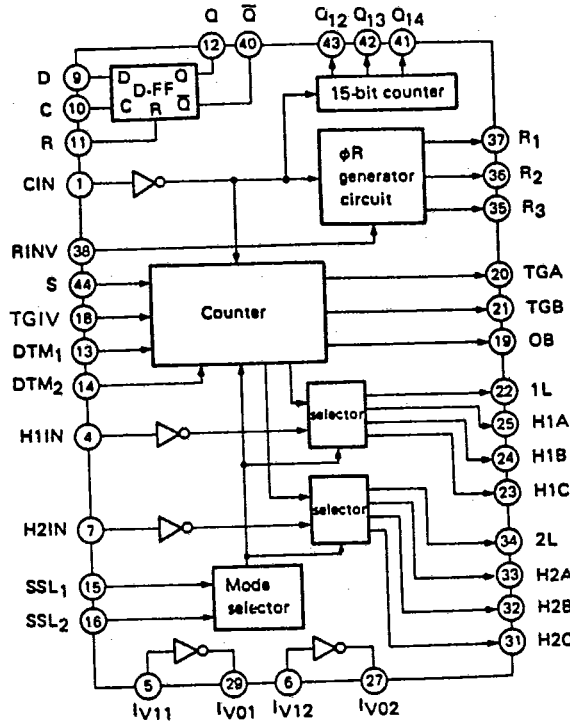 Q Q̅ Q12 Q13 Q14
12 40 43 42 41
D 9 D Q
D-FF
C 10 C R Q̅
15-bit counter
R 11
37 R1
CIN 1
φR
generator
circuit
36 R2
35 R3
RINV 38
S 44
20 TGA
TGIV 18
Counter
21 TGB
DTM1 13
19 OB
DTM2 14
22 1L
selector
25 H1A
H1IN 4
24 H1B
23 H1C
selector
H2IN 7
34 2L
SSL1 15
Mode
selector
33 H2A
SSL2 16
32 H2B
31 H2C
5 29 6 27
IV11 IV01 IV12 IV02